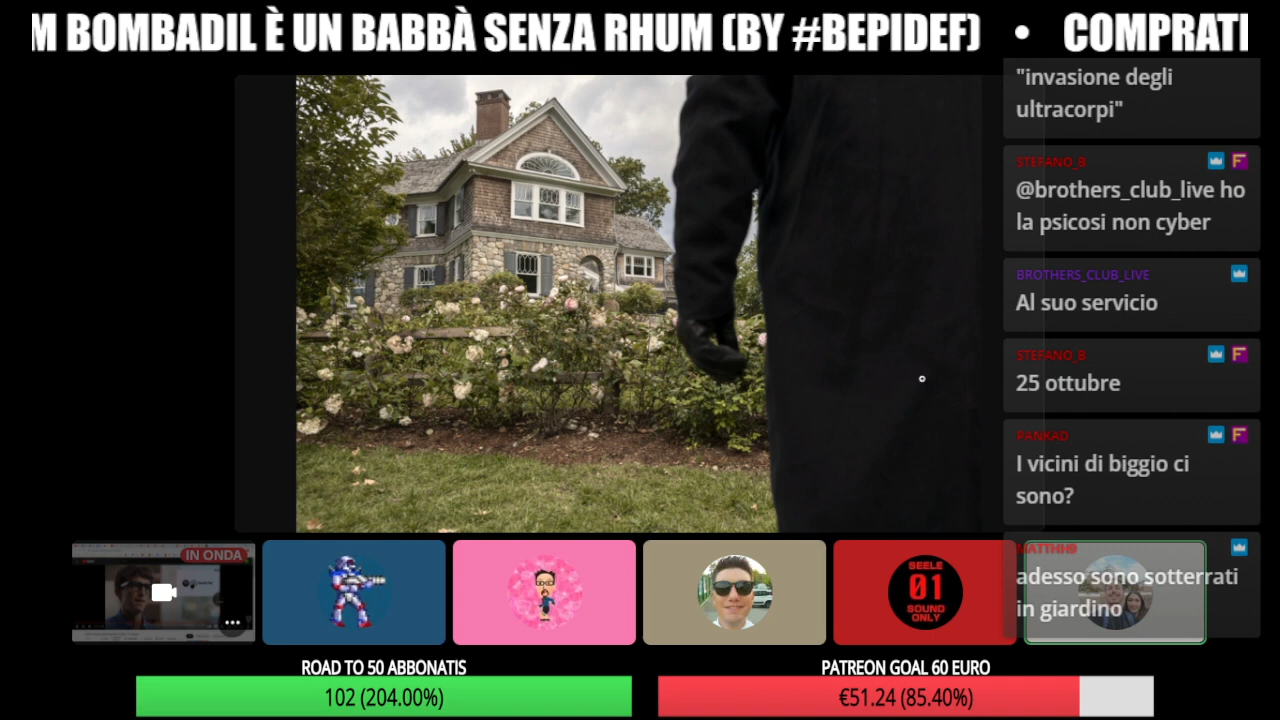 M BOMBADIL È UN BABBÀ SENZA RHUM (BY #BEPIDEF) • COMPRATI
"invasione degli
ultracorpi"
STEFANO_B
@brothers_club_live ho
la psicosi non cyber
BROTHERS_CLUB_LIVE
Al suo servicio
STEFANO_B
25 ottubre
PANKAD
I vicini di biggio ci
sono?
MATTHH9
adesso sono sotterrati
in giardino
IN ONDA
SEELE
01
SOUND
ONLY
ROAD TO 50 ABBONATIS
102 (204.00%)
PATREON GOAL 60 EURO
€51.24 (85.40%)